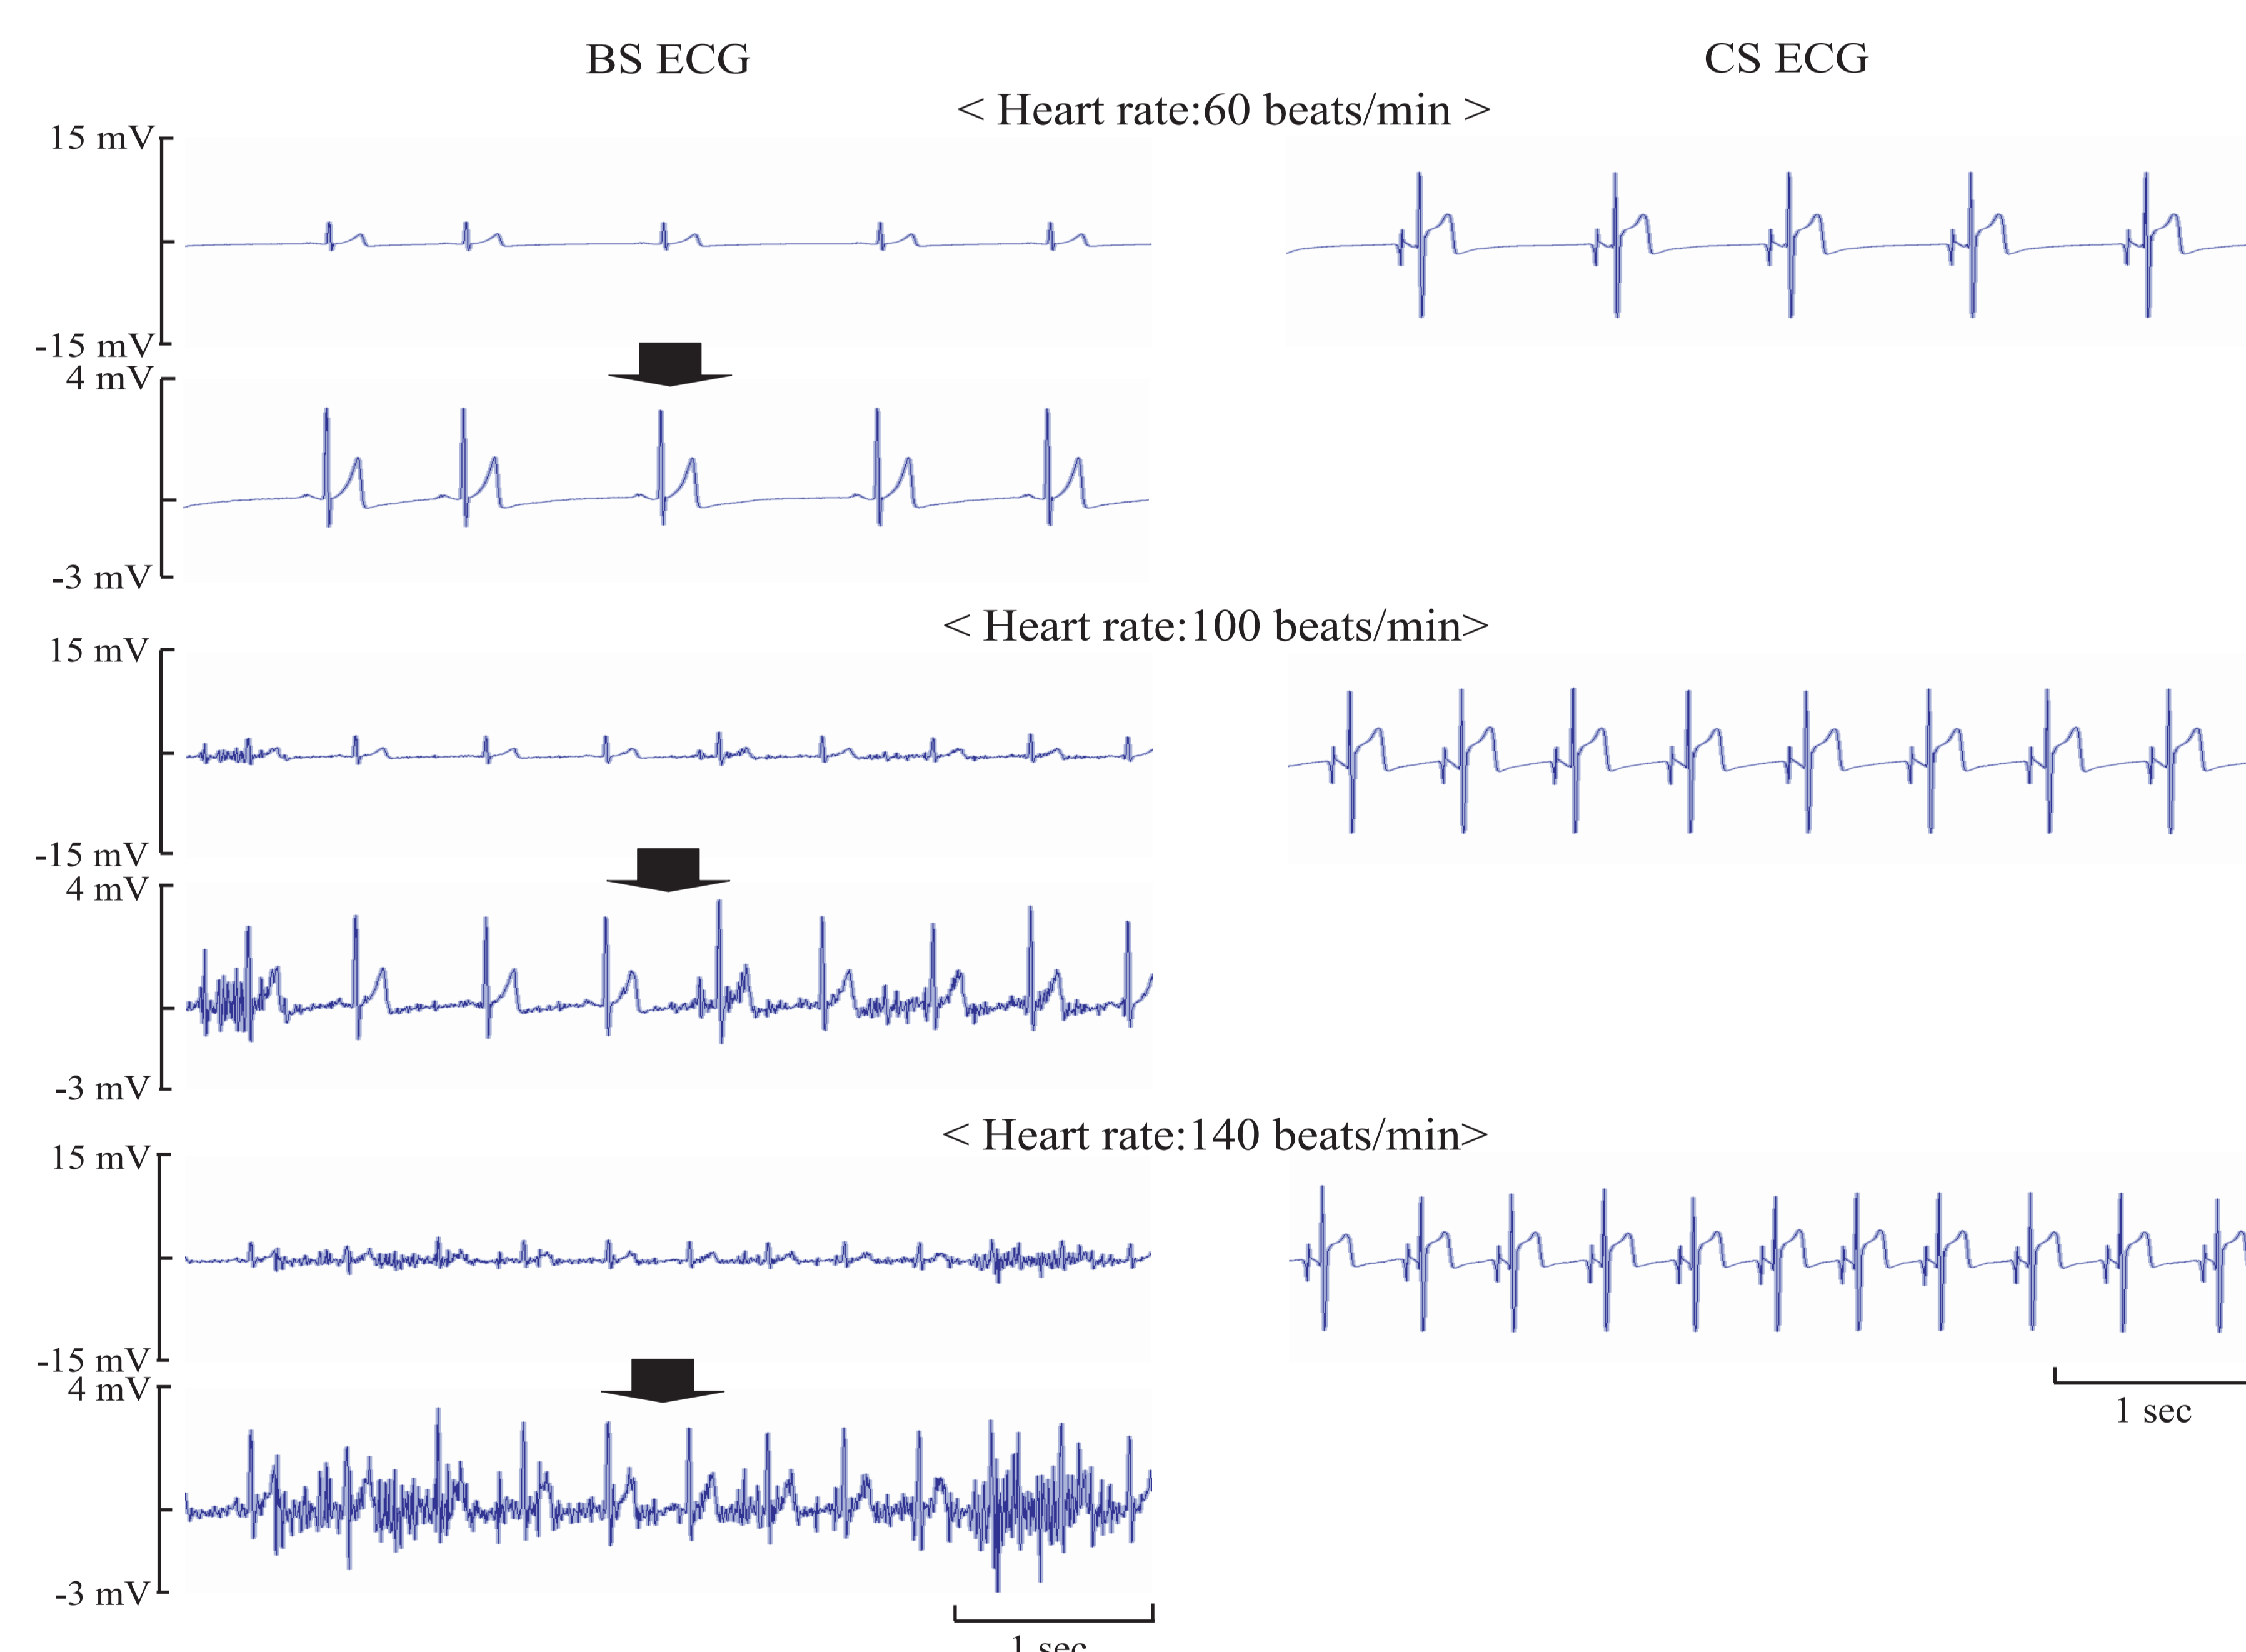 BS ECG
CS ECG
< Heart rate:60 beats/min >
15 mV
-15 mV
4 mV
-3 mV
< Heart rate:100 beats/min>
15 mV
-15 mV
4 mV
-3 mV
< Heart rate:140 beats/min>
15 mV
-15 mV
1 sec
4 mV
-3 mV
1 sec